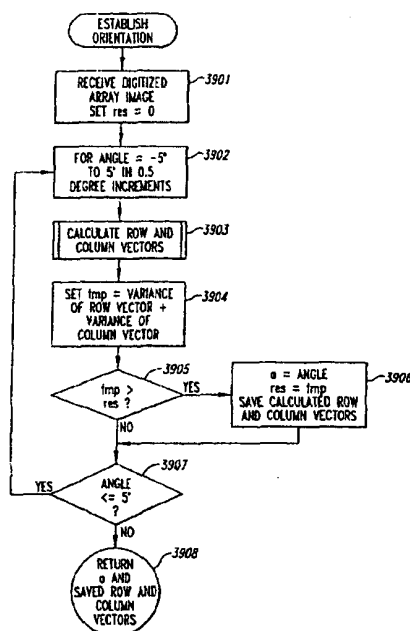 ESTABLISH
ORIENTATION
3901
RECEIVE DIGITIZED
ARRAY IMAGE
SET res = 0
3902
FOR ANGLE = -5°
TO 5° IN 0.5
DEGREE INCREMENTS
3903
CALCULATE ROW AND
COLUMN VECTORS
3904
SET tmp = VARIANCE
OF ROW VECTOR +
VARIANCE OF
COLUMN VECTOR
3905
tmp >
res ?
YES
3906
a = ANGLE
res = tmp
SAVE CALCULATED ROW
AND COLUMN VECTORS
NO
3907
YES
ANGLE
<= 5°
?
NO
3908
RETURN
a AND
SAVED ROW AND
COLUMN
VECTORS